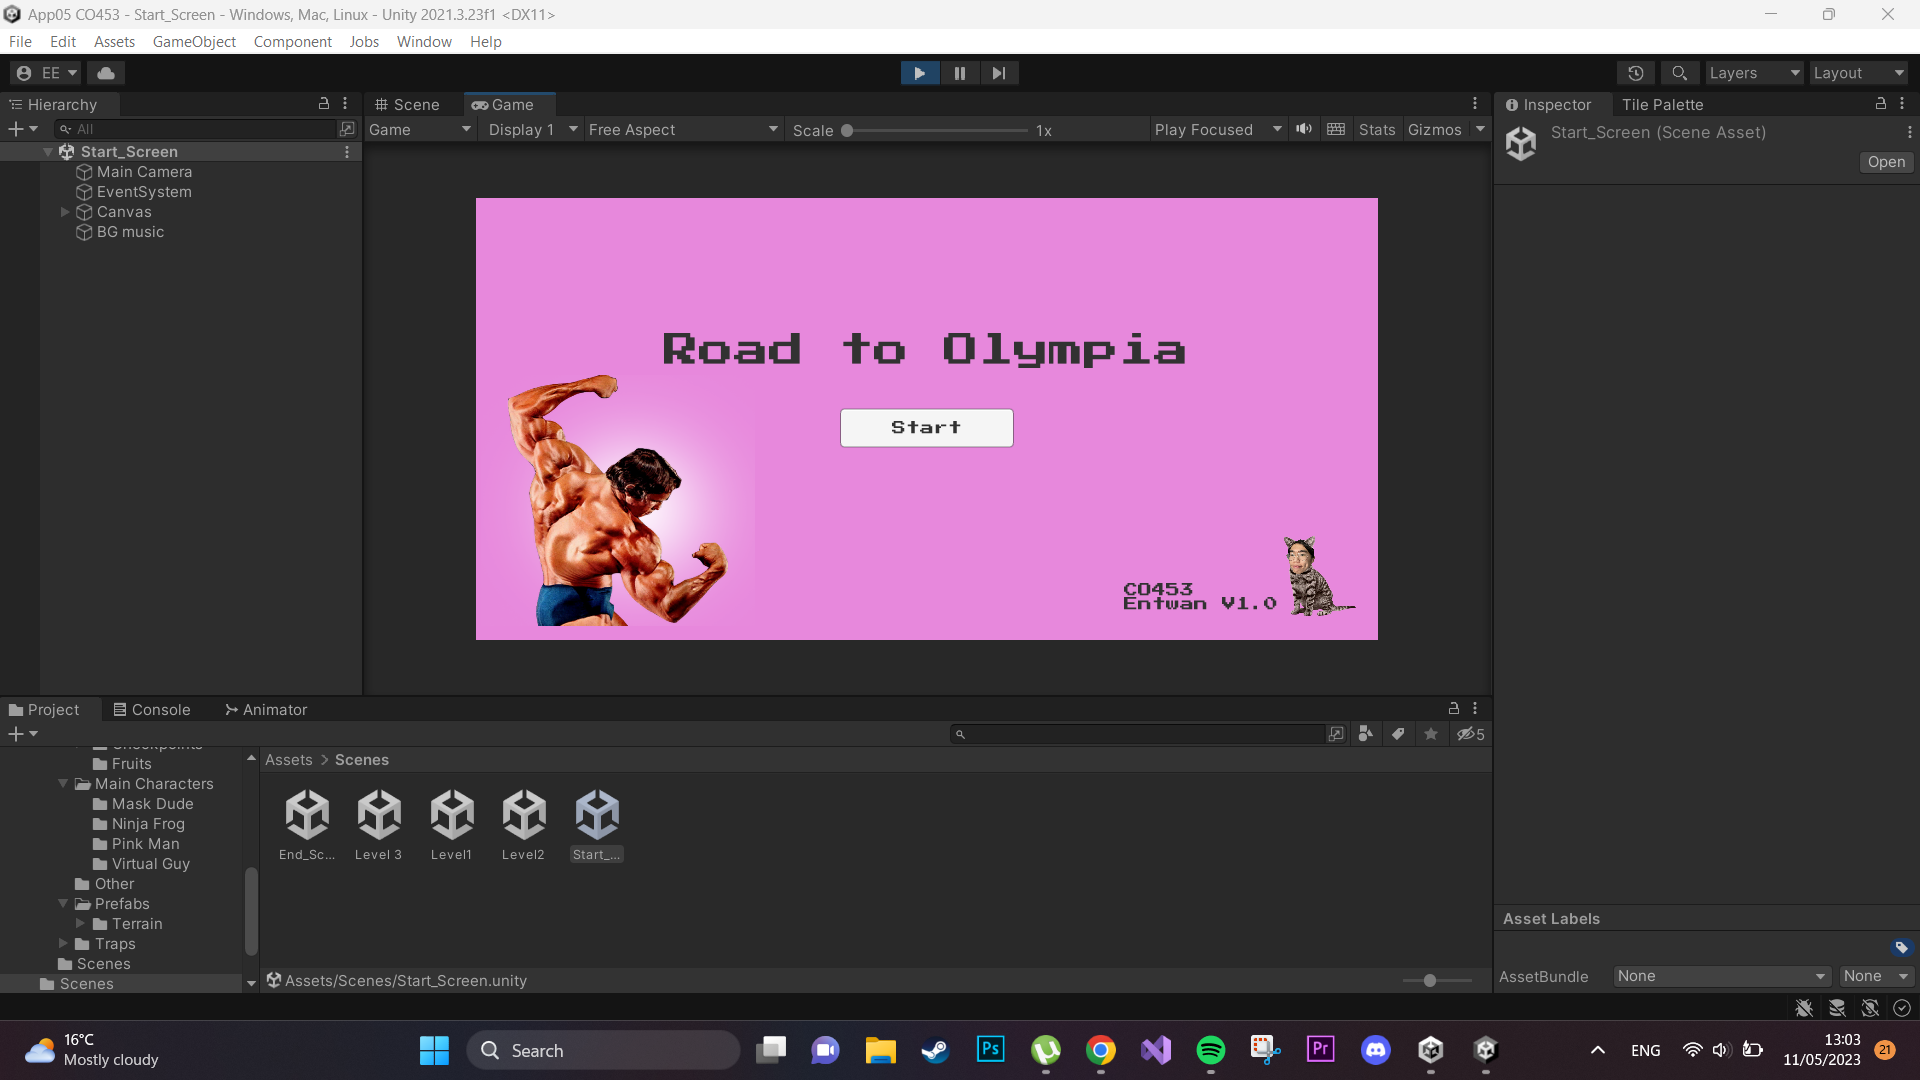 App05 CO453 - Start_Screen - Windows, Mac, Linux - Unity 2021.3.23f1 <DX11>
File Edit Assets GameObject Component Jobs Window Help
EE Layers Layout
Hierarchy
All
Start_Screen
Main Camera
EventSystem
Canvas
BG music
Scene Game
Game Display 1 Free Aspect Scale 1x Play Focused Stats Gizmos
Road to Olympia
Start
CO453
Entwan V1.0
Inspector Tile Palette
Start_Screen (Scene Asset)
Open
Project Console Animator
5
Checkpoints
Fruits
Main Characters
Mask Dude
Ninja Frog
Pink Man
Virtual Guy
Other
Prefabs
Terrain
Traps
Scenes
Scenes
Assets > Scenes
End_Sc... Level 3 Level1 Level2 Start_...
Assets/Scenes/Start_Screen.unity
Asset Labels
AssetBundle None None
16°C
Mostly cloudy
Search
Ps
Pr
ENG
13:03
11/05/2023
21